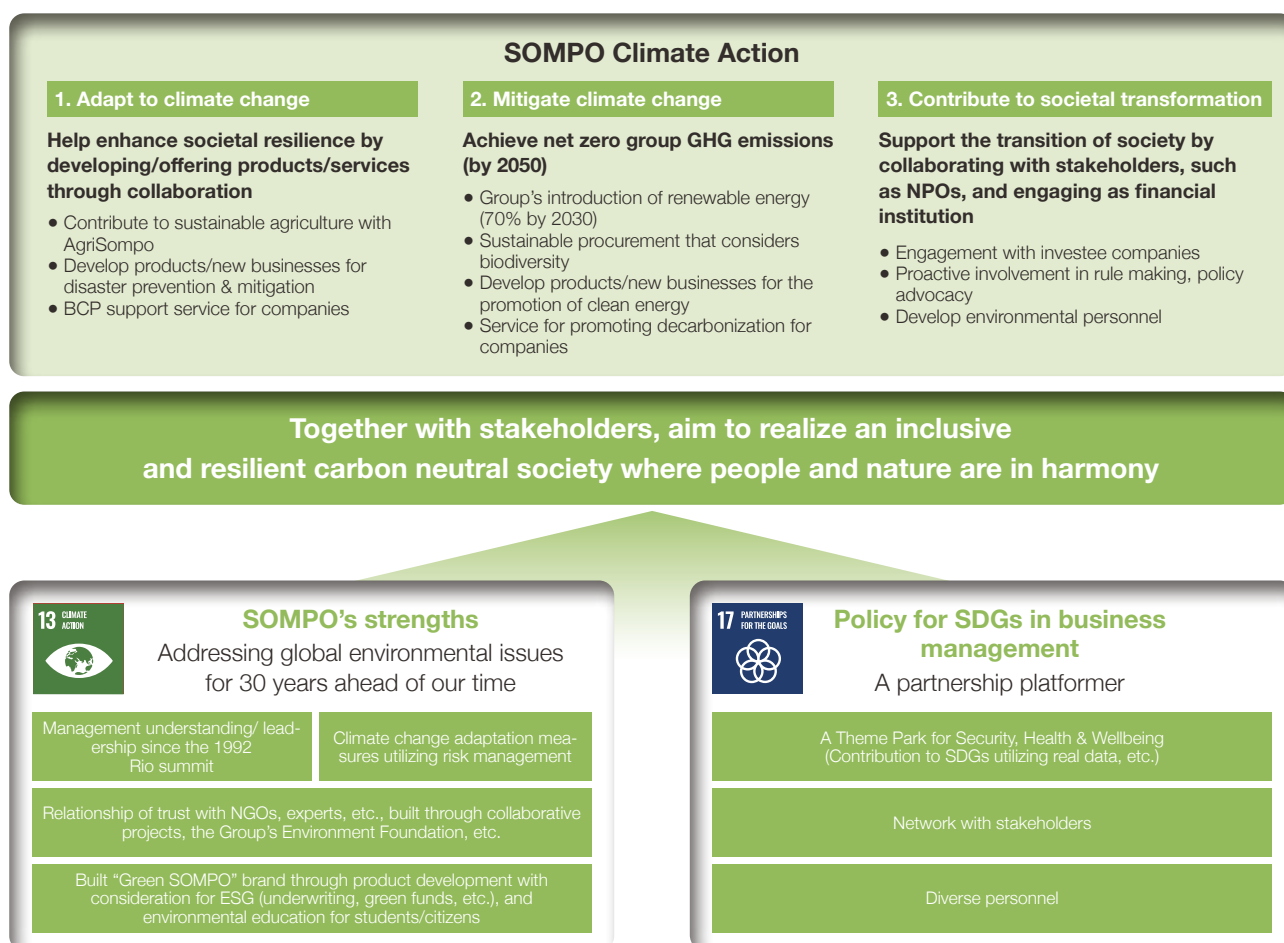 SOMPO Climate Action
1. Adapt to climate change
Help enhance societal resilience by
developing/offering products/services
through collaboration
● Contribute to sustainable agriculture with
AgriSompo
● Develop products/new businesses for
disaster prevention & mitigation
● BCP support service for companies
2. Mitigate climate change
Achieve net zero group GHG emissions
(by 2050)
● Group's introduction of renewable energy
(70% by 2030)
● Sustainable procurement that considers
biodiversity
● Develop products/new businesses for the
promotion of clean energy
● Service for promoting decarbonization for
companies
3. Contribute to societal transformation
Support the transition of society by
collaborating with stakeholders, such
as NPOs, and engaging as financial
institution
● Engagement with investee companies
● Proactive involvement in rule making, policy
advocacy
● Develop environmental personnel
Together with stakeholders, aim to realize an inclusive
and resilient carbon neutral society where people and nature are in harmony
13 CLIMATE
ACTION
SOMPO's strengths
Addressing global environmental issues
for 30 years ahead of our time
Management understanding/ lead-
ership since the 1992
Rio summit
Climate change adaptation mea-
sures utilizing risk management
Relationship of trust with NGOs, experts, etc., built through collaborative
projects, the Group's Environment Foundation, etc.
Built "Green SOMPO" brand through product development with
consideration for ESG (underwriting, green funds, etc.), and
environmental education for students/citizens
17 PARTNERSHIPS
FOR THE GOALS
Policy for SDGs in business
management
A partnership platformer
A Theme Park for Security, Health & Wellbeing
(Contribution to SDGs utilizing real data, etc.)
Network with stakeholders
Diverse personnel